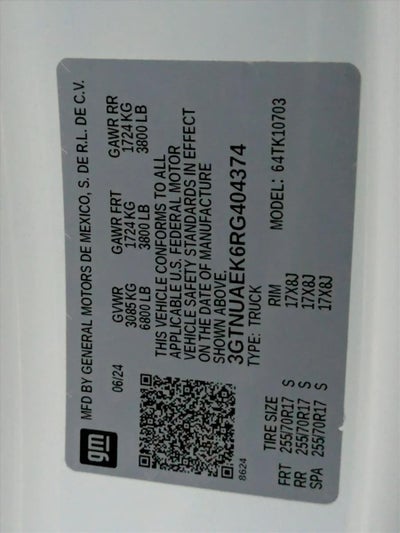 gm
MFD BY GENERAL MOTORS DE MEXICO, S. DE R.L. DE C.V.
06/24 GVWR GAWR FRT GAWR RR
3085 KG 1724 KG 1724 KG
6800 LB 3800 LB 3800 LB
THIS VEHICLE CONFORMS TO ALL
APPLICABLE U.S. FEDERAL MOTOR
VEHICLE SAFETY STANDARDS IN EFFECT
ON THE DATE OF MANUFACTURE
SHOWN ABOVE.
3GTNUAEK6RG404374
8624 TYPE: TRUCK MODEL: 64TK10703
TIRE SIZE RIM
FRT 255/70R17 S 17X8J
RR 255/70R17 S 17X8J
SPA 255/70R17 S 17X8J